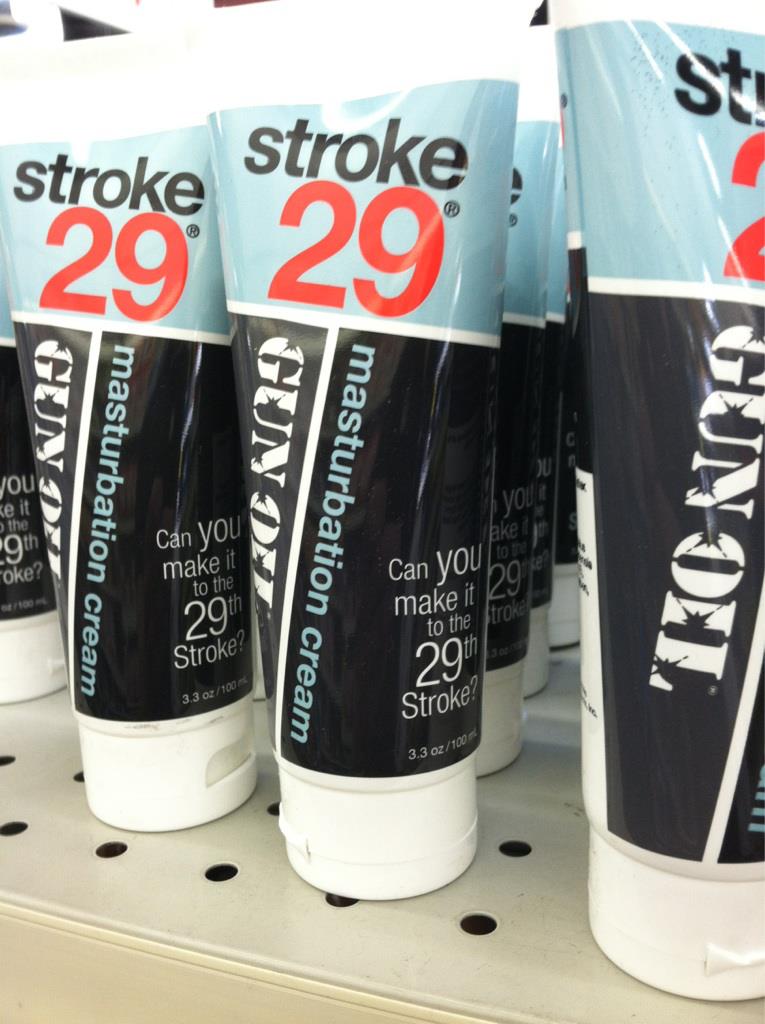 stroke
29®
GUN OIL
masturbation cream
Can you
make it
to the
29th
Stroke?
3.3 oz/100 mL
stroke
29®
GUN OIL
masturbation cream
Can you
make it
to the
29th
Stroke?
3.3 oz/100 mL
GUN OIL